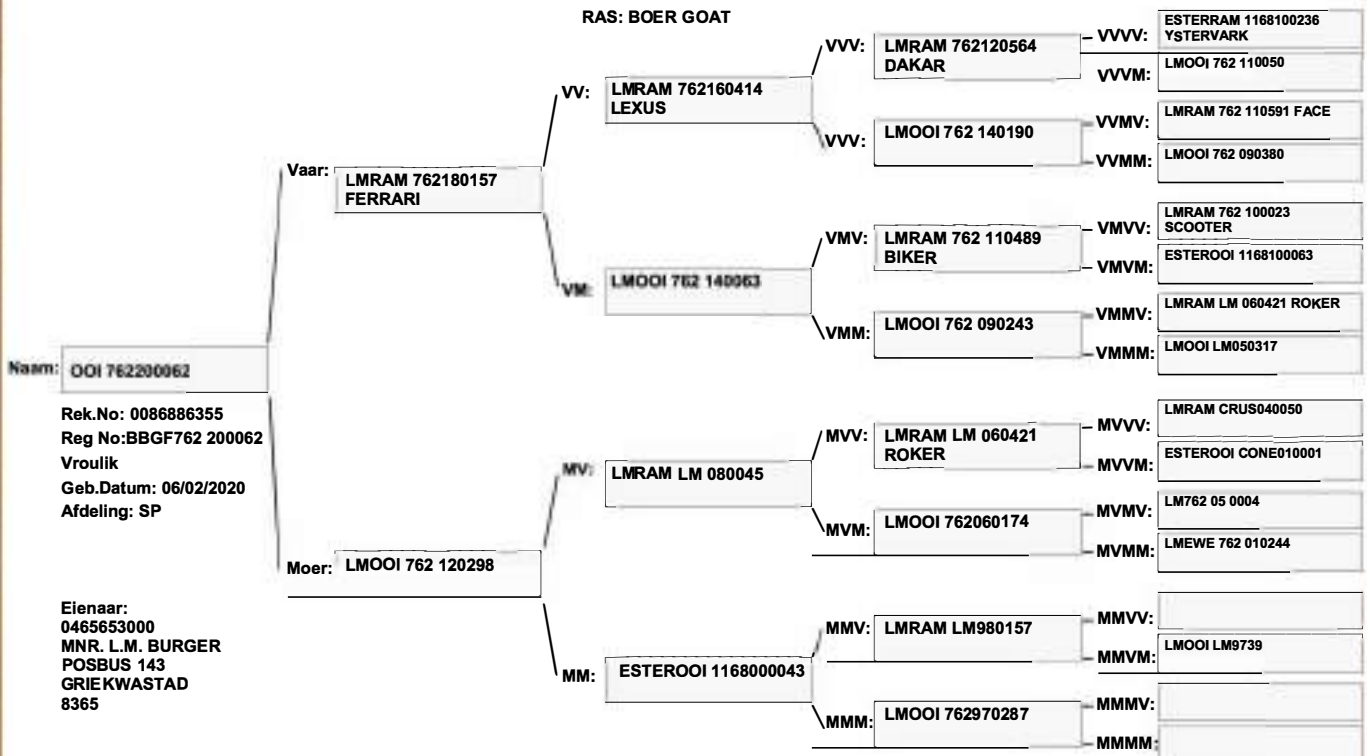 RAS: BOER GOAT
Naam: OOI 762200062
Rek.No: 0086886355
Reg No:BBGF762 200062
Vroulik
Geb.Datum: 06/02/2020
Afdeling: SP
Eienaar:
0465653000
MNR. L.M. BURGER
POSBUS 143
GRIEKWASTAD
8365
Vaar: LMRAM 762180157
FERRARI
Moer: LMOOI 762 120298
VV: LMRAM 762160414
LEXUS
VM: LMOOI 762 140063
MV: LMRAM LM 080045
MM: ESTEROOI 1168000043
VVV: LMRAM 762120564
DAKAR
VVV: LMOOI 762 140190
VMV: LMRAM 762 110489
BIKER
VMM: LMOOI 762 090243
MVV: LMRAM LM 060421
ROKER
MVM: LMOOI 762060174
MMV: LMRAM LM980157
MMM: LMOOI 762970287
VVVV: ESTERRAM 1168100236
YSTERVARK
VVVM: LMOOI 762 110050
VVMV: LMRAM 762 110591 FACE
VVMM: LMOOI 762 090380
VMVV: LMRAM 762 100023
SCOOTER
VMVM: ESTEROOI 1168100063
VMMV: LMRAM LM 060421 ROKER
VMMM: LMOOI LM050317
MVVV: LMRAM CRUS040050
MVVM: ESTEROOI CONE010001
MVMV: LM762 05 0004
MVMM: LMEWE 762 010244
MMVV:
MMVM: LMOOI LM9739
MMMV:
MMMM: